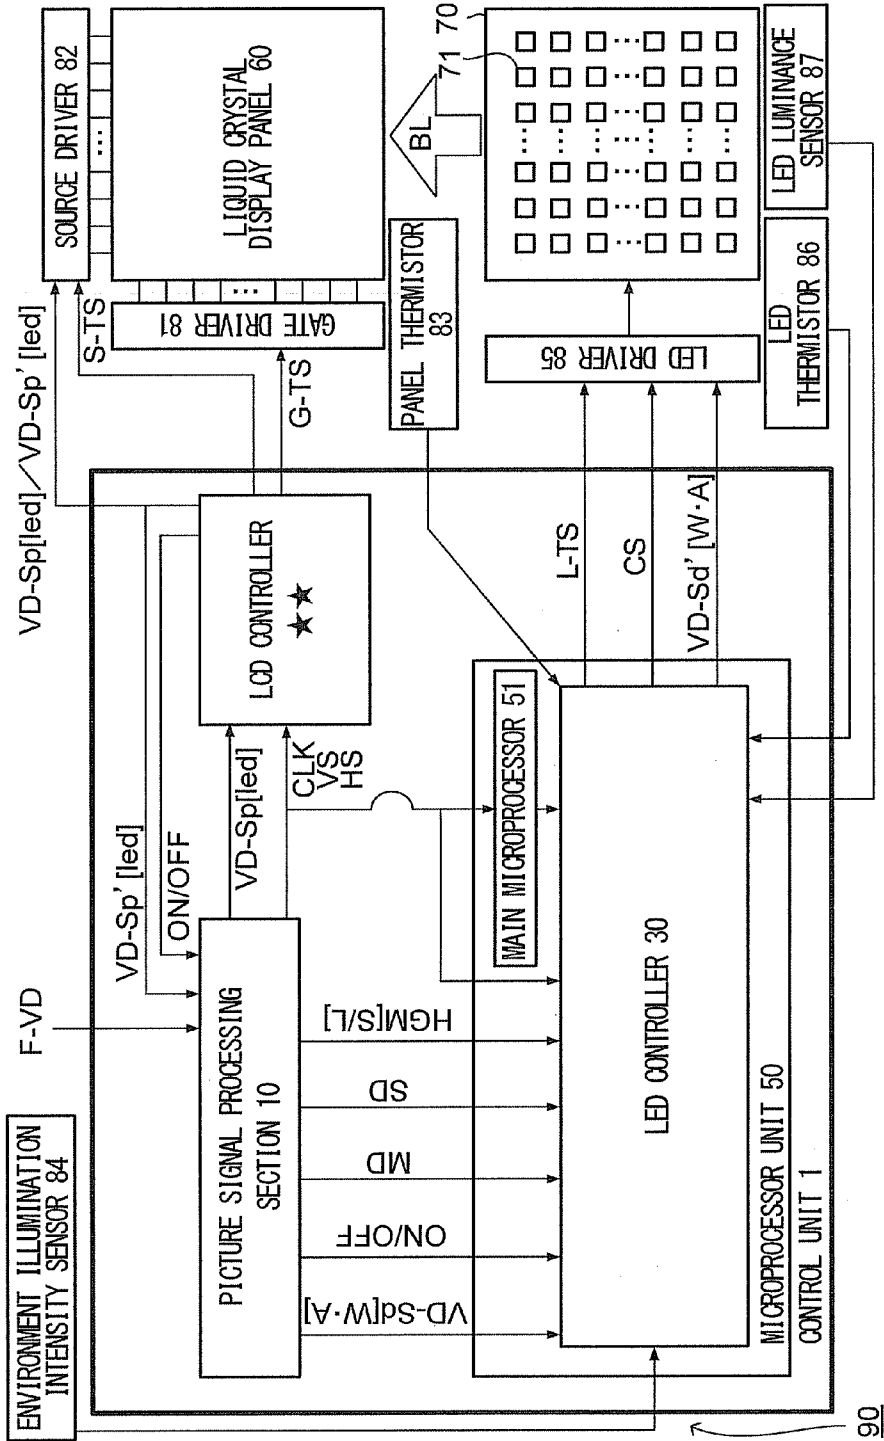 ENVIRONMENT ILLUMINATION
INTENSITY SENSOR 84
F-VD
VD-Sp[led]/VD-Sp'[led]
S-TS
SOURCE DRIVER 82
VD-Sp'[led]
ON/OFF
PICTURE SIGNAL PROCESSING
SECTION 10
VD-Sp[led]
CLK
VS
HS
LCD CONTROLLER
★★
G-TS
GATE DRIVER 81
LIQUID CRYSTAL
DISPLAY PANEL 60
VD-Sd[W·A]
ON/OFF
MD
SD
HGM[S/L]
PANEL THERMISTOR
83
BL
70
71
MAIN MICROPROCESSOR 51
LED CONTROLLER 30
L-TS
CS
VD-Sd'[W·A]
LED DRIVER 85
MICROPROCESSOR UNIT 50
CONTROL UNIT 1
LED
THERMISTOR 86
LED LUMINANCE
SENSOR 87
90